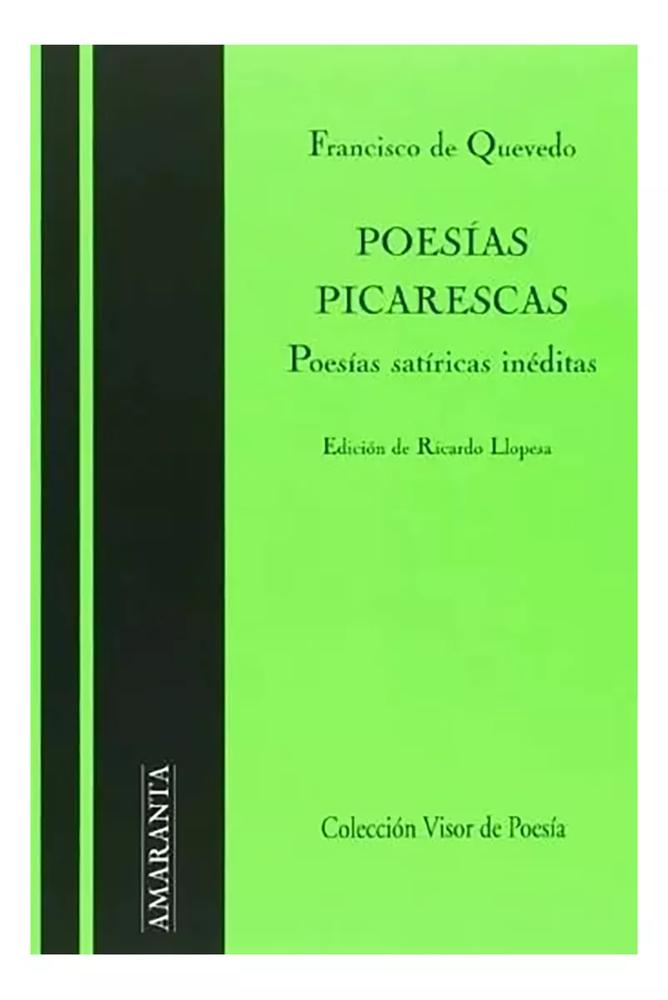 Francisco de Quevedo
POESÍAS
PICARESCAS
Poesías satíricas inéditas
Edición de Ricardo Llopesa
Colección Visor de Poesía
AMARANTA